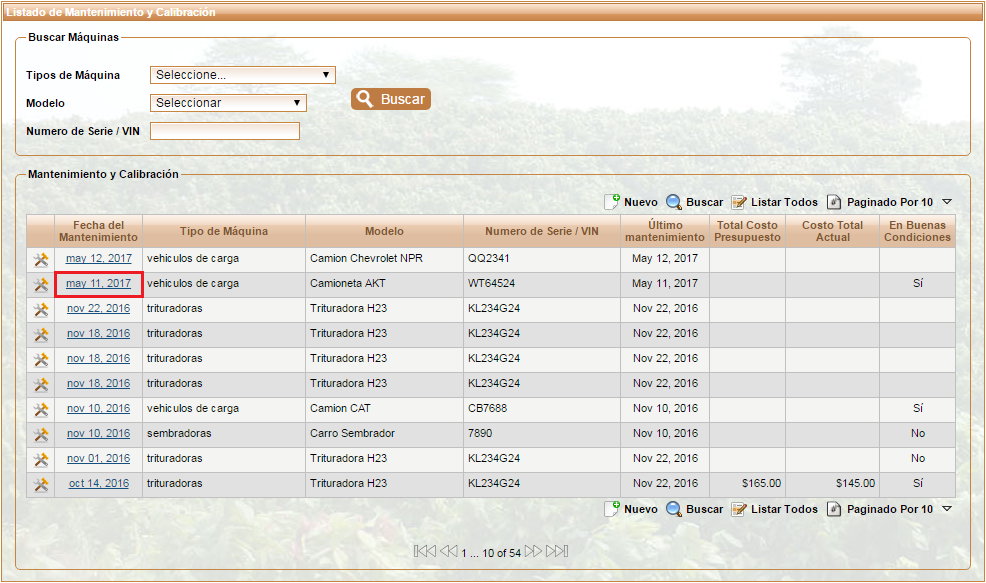 Listado de Mantenimiento y Calibración
Buscar Máquinas
Tipos de Máquina Seleccione...
Modelo Seleccionar Buscar
Numero de Serie / VIN
Mantenimiento y Calibración
Nuevo Buscar Listar Todos Paginado Por 10
Fecha del Mantenimiento Tipo de Máquina Modelo Numero de Serie / VIN Último mantenimiento Total Costo Presupuesto Costo Total Actual En Buenas Condiciones
may 12, 2017 vehiculos de carga Camion Chevrolet NPR QQ2341 May 12, 2017
may 11, 2017 vehiculos de carga Camioneta AKT WT64524 May 11, 2017 Sí
nov 22, 2016 trituradoras Trituradora H23 KL234G24 Nov 22, 2016
nov 18, 2016 trituradoras Trituradora H23 KL234G24 Nov 22, 2016
nov 18, 2016 trituradoras Trituradora H23 KL234G24 Nov 22, 2016
nov 18, 2016 trituradoras Trituradora H23 KL234G24 Nov 22, 2016
nov 10, 2016 vehiculos de carga Camion CAT CB7688 Nov 10, 2016 Sí
nov 10, 2016 sembradoras Carro Sembrador 7890 Nov 10, 2016 No
nov 01, 2016 trituradoras Trituradora H23 KL234G24 Nov 22, 2016 No
oct 14, 2016 trituradoras Trituradora H23 KL234G24 Nov 22, 2016 $165.00 $145.00 Sí
Nuevo Buscar Listar Todos Paginado Por 10
1 ... 10 of 54